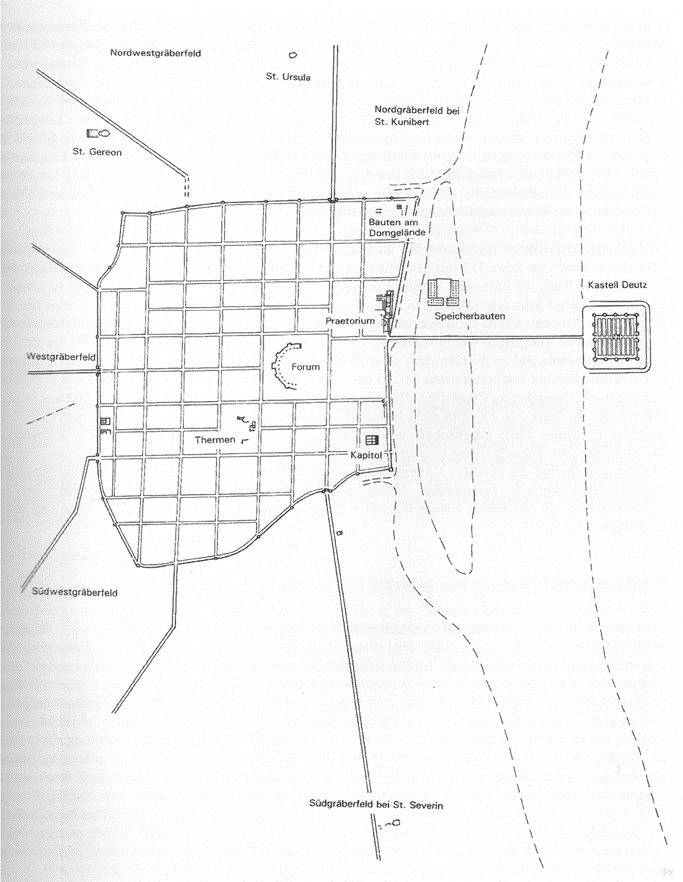 Nordwestgräberfeld
St. Ursula
Nordgräberfeld bei
St. Kunibert
St. Gereon
Bauten am
Domgelände
Kastell Deutz
Praetorium
Speicherbauten
Westgräberfeld
Forum
Thermen
Kapitol
Südwestgräberfeld
Südgräberfeld bei St. Severin